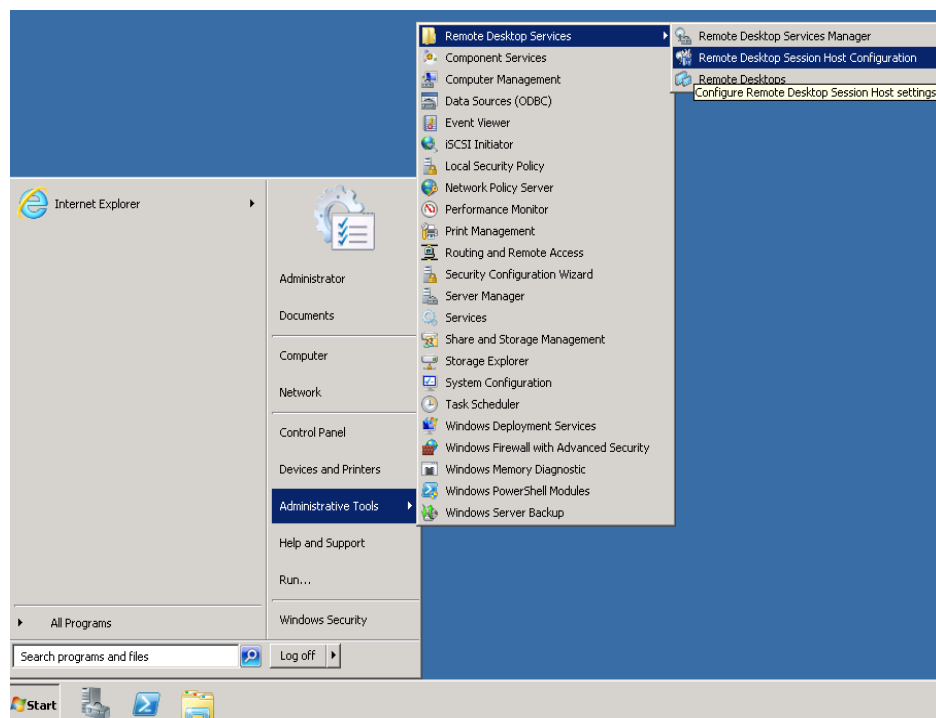 Remote Desktop Services
Component Services
Computer Management
Data Sources (ODBC)
Event Viewer
iSCSI Initiator
Local Security Policy
Network Policy Server
Performance Monitor
Print Management
Routing and Remote Access
Security Configuration Wizard
Server Manager
Services
Share and Storage Management
Storage Explorer
System Configuration
Task Scheduler
Windows Deployment Services
Windows Firewall with Advanced Security
Windows Memory Diagnostic
Windows PowerShell Modules
Windows Server Backup
Remote Desktop Services Manager
Remote Desktop Session Host Configuration
Remote Desktops
Configure Remote Desktop Session Host settings
Internet Explorer
Administrator
Documents
Computer
Network
Control Panel
Devices and Printers
Administrative Tools
Help and Support
Run...
Windows Security
All Programs
Search programs and files
Log off
Start